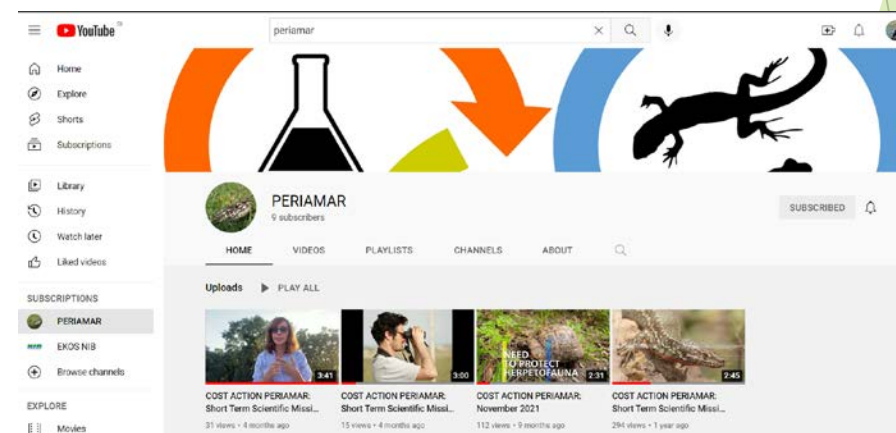 YouTube TR
periamar
Home
Explore
Shorts
Subscriptions
Library
History
Watch later
Liked videos
SUBSCRIPTIONS
PERIAMAR
EKOS NIB
Browse channels
EXPLORE
Movies
PERIAMAR
9 subscribers
SUBSCRIBED
HOME VIDEOS PLAYLISTS CHANNELS ABOUT
Uploads PLAY ALL
3:41
COST ACTION PERIAMAR:
Short Term Scientific Missi...
31 views • 4 months ago
3:00
COST ACTION PERIAMAR:
Short Term Scientific Missi...
15 views • 4 months ago
NEED
TO PROTECT
HERPETOFAUNA
2:31
COST ACTION PERIAMAR:
November 2021
112 views • 9 months ago
2:45
COST ACTION PERIAMAR:
Short Term Scientific Missi...
294 views • 1 year ago